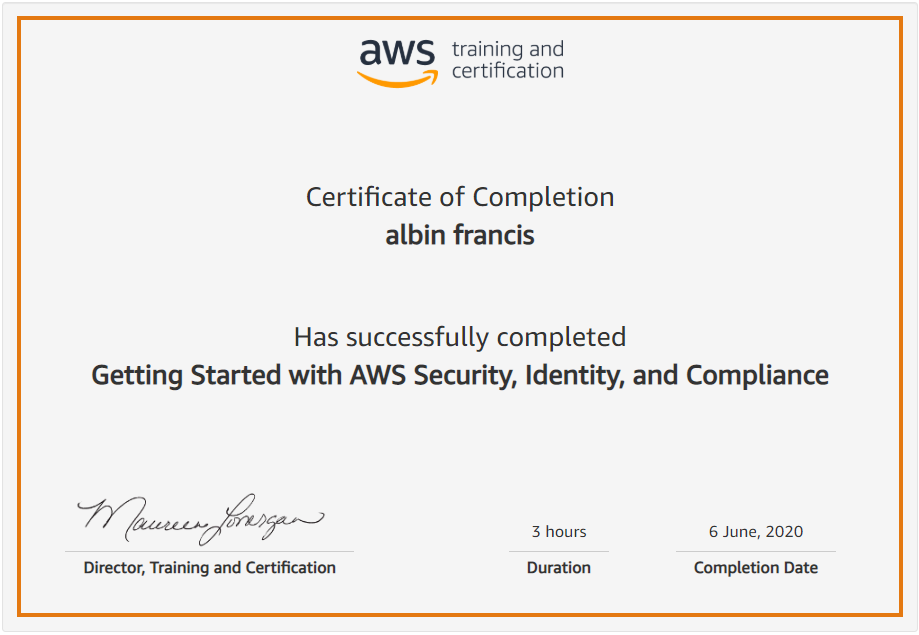 aws training and
certification
Certificate of Completion
albin francis
Has successfully completed
Getting Started with AWS Security, Identity, and Compliance
Maureen Lonergan
3 hours
6 June, 2020
Director, Training and Certification
Duration
Completion Date